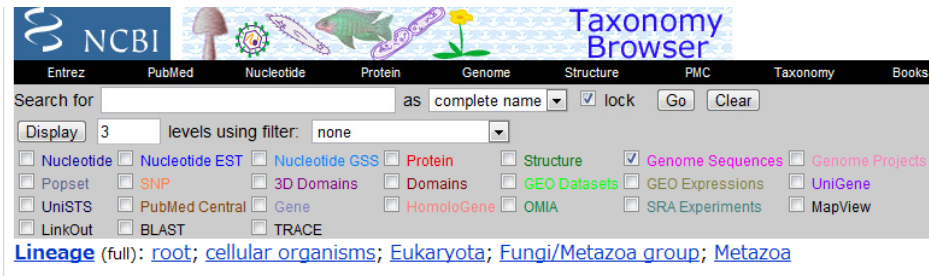 NCBI Taxonomy
Browser
Entrez PubMed Nucleotide Protein Genome Structure PMC Taxonomy Books
Search for as complete name lock Go Clear
Display 3 levels using filter: none
Nucleotide Nucleotide EST Nucleotide GSS Protein Structure Genome Sequences Genome Projects
Popset SNP 3D Domains Domains GEO Datasets GEO Expressions UniGene
UniSTS PubMed Central Gene HomoloGene OMIA SRA Experiments MapView
LinkOut BLAST TRACE
Lineage (full): root; cellular organisms; Eukaryota; Fungi/Metazoa group; Metazoa